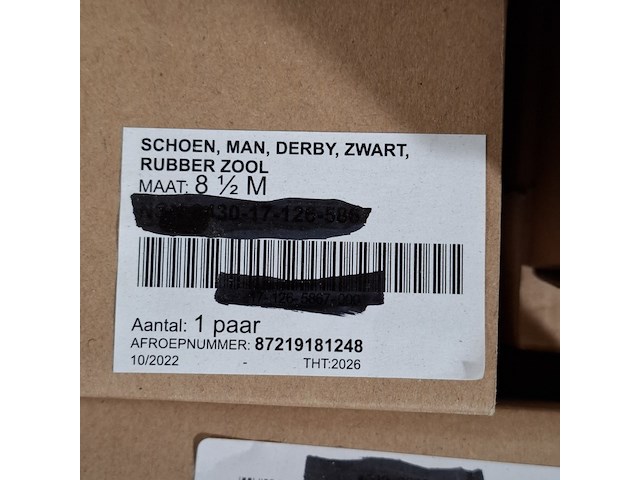 SCHOEN, MAN, DERBY, ZWART,
RUBBER ZOOL
MAAT: 8 ½ M
Aantal: 1 paar
AFROEPNUMMER: 87219181248
10/2022 - THT:2026